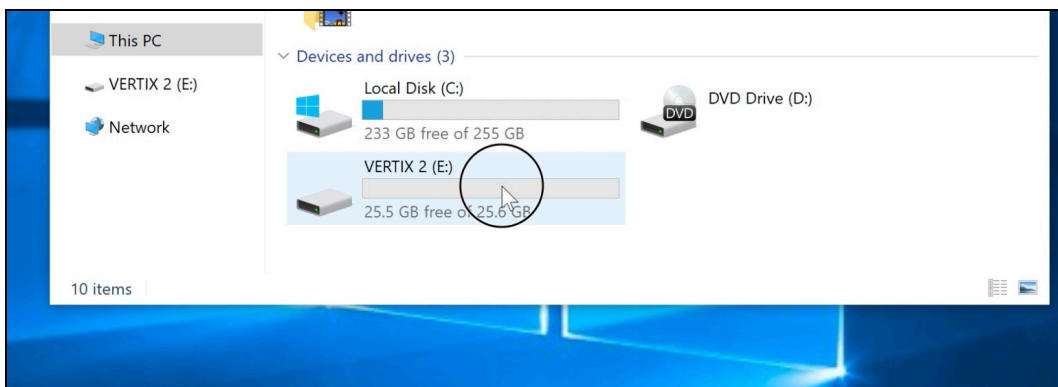 This PC
VERTIX 2 (E:)
Network
Devices and drives (3)
Local Disk (C:)
233 GB free of 255 GB
VERTIX 2 (E:)
25.5 GB free of 25.6 GB
DVD Drive (D:)
DVD
10 items